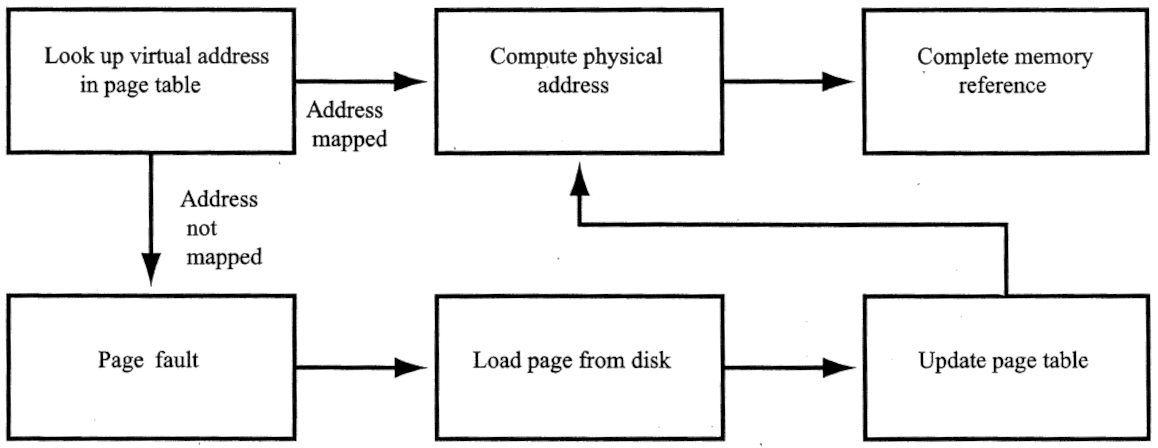 Look up virtual address
in page table
Address
mapped
Compute physical
address
Complete memory
reference
Address
not
mapped
Page fault
Load page from disk
Update page table